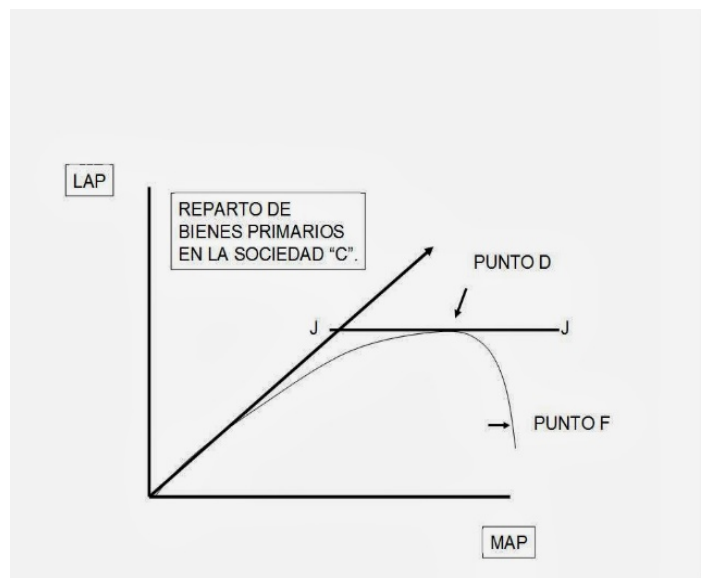 LAP
REPARTO DE
BIENES PRIMARIOS
EN LA SOCIEDAD “C”.
PUNTO D
J
J
PUNTO F
MAP